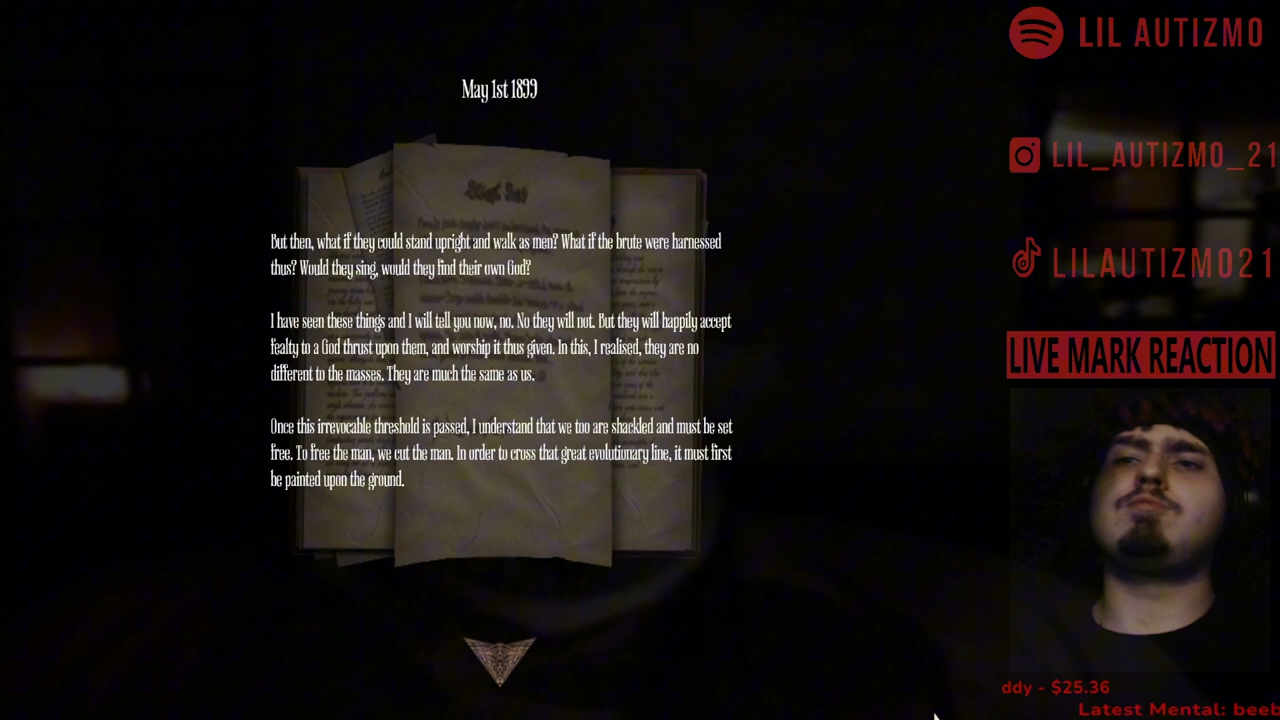 May 1st 1899
But then, what if they could stand upright and walk as men? What if the brute were harnessed
thus? Would they sing, would they find their own God?
I have seen these things and I will tell you now, no. No they will not. But they will happily accept
fealty to a God thrust upon them, and worship it thus given. In this, I realised, they are no
different to the masses. They are much the same as us.
Once this irrevocable threshold is passed, I understand that we too are shackled and must be set
free. To free the man, we cut the man. In order to cross that great evolutionary line, it must first
be painted upon the ground.
LIL AUTIZMO
LIL_AUTIZMO_21
LILAUTIZMO21
LIVE MARK REACTION
ddy - $25.36
Latest Mental: beeb